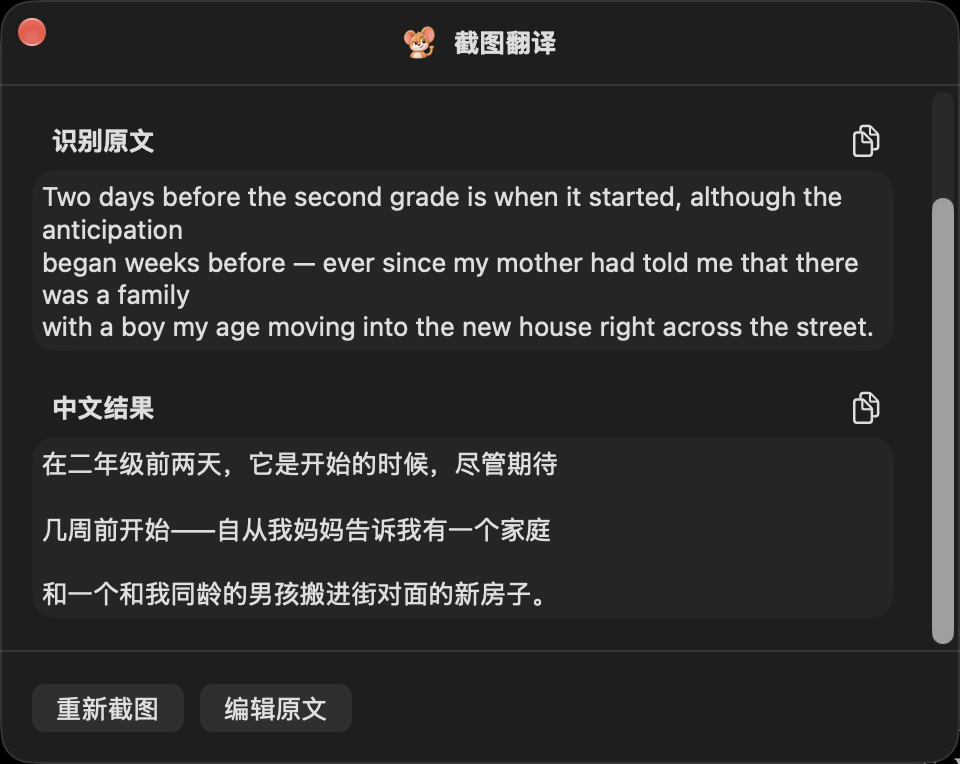 截图翻译
识别原文
Two days before the second grade is when it started, although the
anticipation
began weeks before — ever since my mother had told me that there
was a family
with a boy my age moving into the new house right across the street.
中文结果
在二年级前两天，它是开始的时候，尽管期待
几周前开始——自从我妈妈告诉我有一个家庭
和一个和我同龄的男孩搬进街对面的新房子。
重新截图
编辑原文